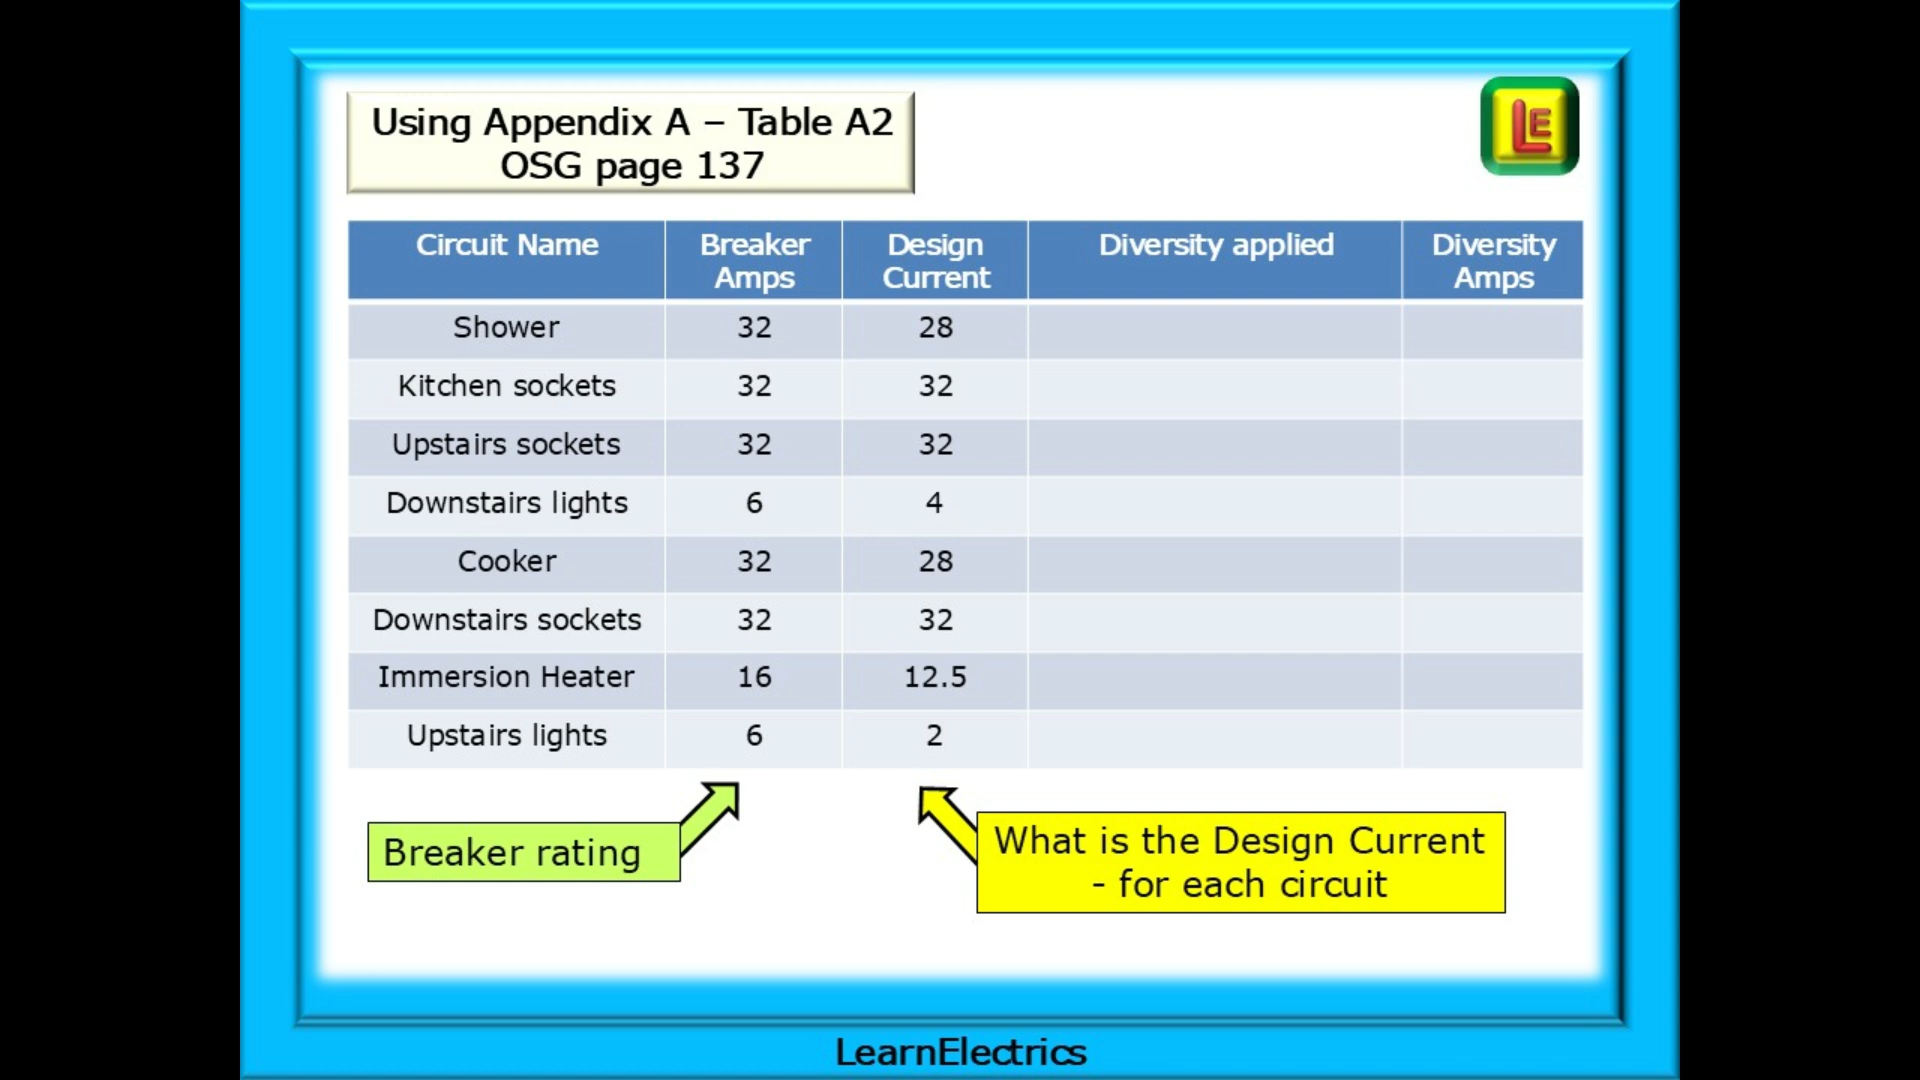 Using Appendix A – Table A2
OSG page 137
LE
Circuit Name Breaker Amps Design Current Diversity applied Diversity Amps
Shower 32 28
Kitchen sockets 32 32
Upstairs sockets 32 32
Downstairs lights 6 4
Cooker 32 28
Downstairs sockets 32 32
Immersion Heater 16 12.5
Upstairs lights 6 2
Breaker rating
What is the Design Current
- for each circuit
LearnElectrics